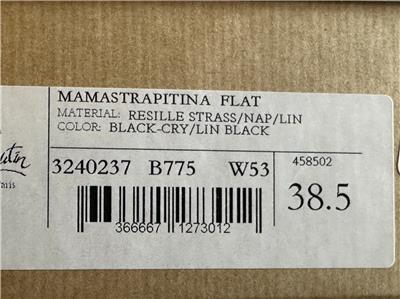 MAMASTRAPITINA FLAT
MATERIAL: RESILLE STRASS/NAP/LIN
COLOR: BLACK-CRY/LIN BLACK
3240237 B775 W53
458502
38.5
366667 1273012